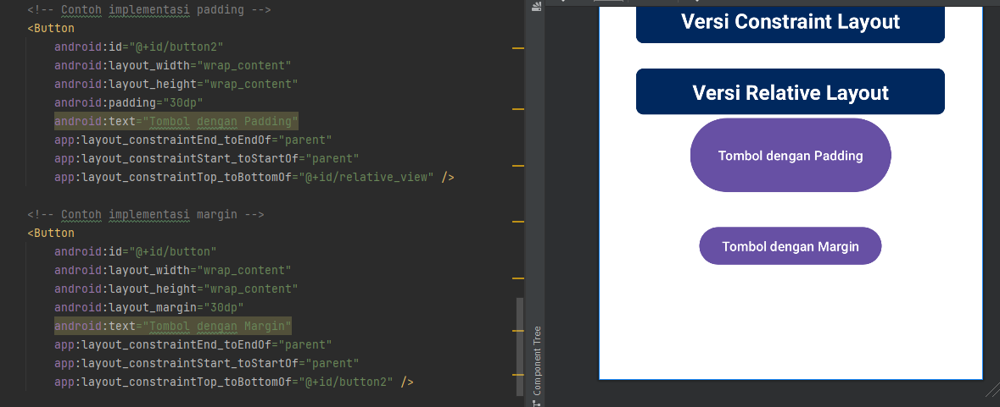 <!-- Contoh implementasi padding -->
<Button
android:id="@+id/button2"
android:layout_width="wrap_content"
android:layout_height="wrap_content"
android:padding="30dp"
android:text="Tombol dengan Padding"
app:layout_constraintEnd_toEndOf="parent"
app:layout_constraintStart_toStartOf="parent"
app:layout_constraintTop_toBottomOf="@+id/relative_view" />
<!-- Contoh implementasi margin -->
<Button
android:id="@+id/button"
android:layout_width="wrap_content"
android:layout_height="wrap_content"
android:layout_margin="30dp"
android:text="Tombol dengan Margin"
app:layout_constraintEnd_toEndOf="parent"
app:layout_constraintStart_toStartOf="parent"
app:layout_constraintTop_toBottomOf="@+id/button2" />
Component Tree
Versi Constraint Layout
Versi Relative Layout
Tombol dengan Padding
Tombol dengan Margin